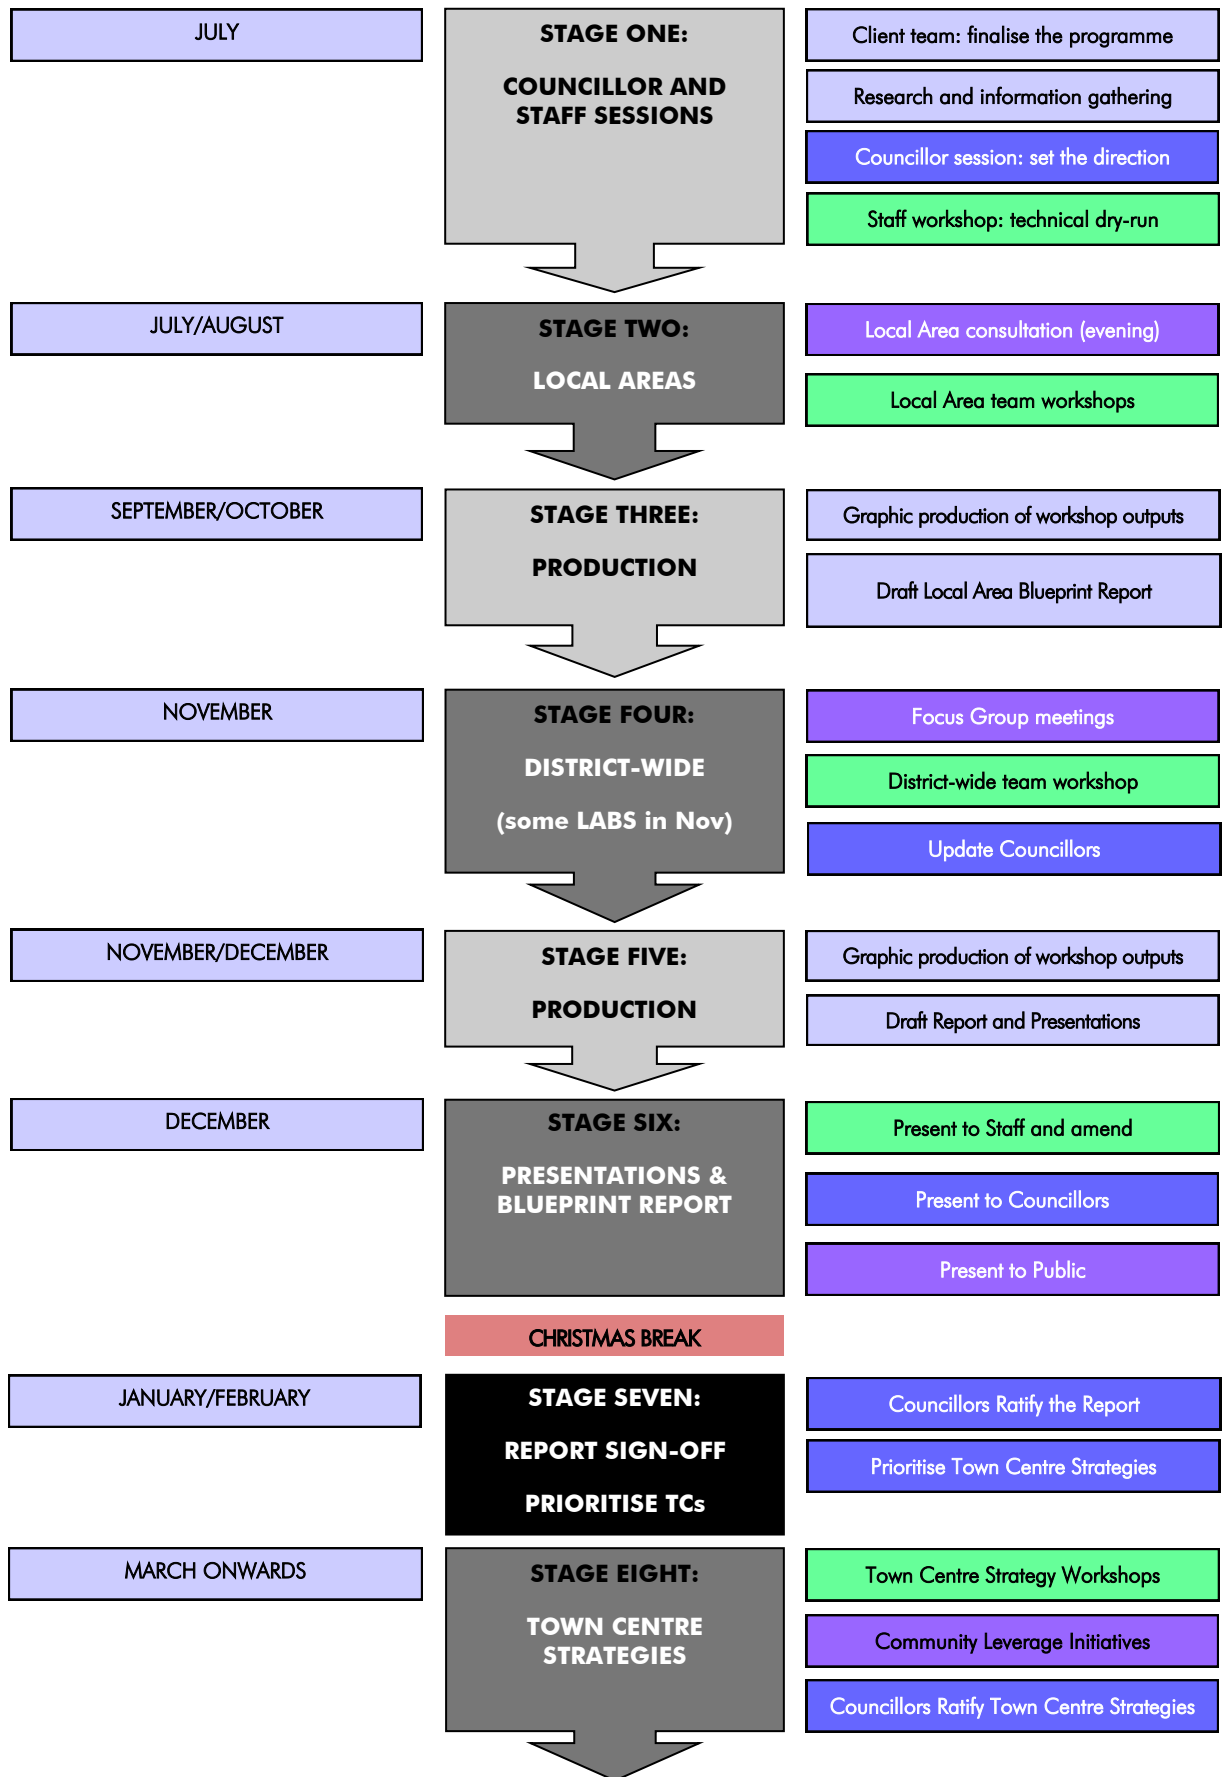 JULY
STAGE ONE:
COUNCILLOR AND
STAFF SESSIONS
Client team: finalise the programme
Research and information gathering
Councillor session: set the direction
Staff workshop: technical dry-run
JULY/AUGUST
STAGE TWO:
LOCAL AREAS
Local Area consultation (evening)
Local Area team workshops
SEPTEMBER/OCTOBER
STAGE THREE:
PRODUCTION
Graphic production of workshop outputs
Draft Local Area Blueprint Report
NOVEMBER
STAGE FOUR:
DISTRICT-WIDE
(some LABS in Nov)
Focus Group meetings
District-wide team workshop
Update Councillors
NOVEMBER/DECEMBER
STAGE FIVE:
PRODUCTION
Graphic production of workshop outputs
Draft Report and Presentations
DECEMBER
STAGE SIX:
PRESENTATIONS &
BLUEPRINT REPORT
Present to Staff and amend
Present to Councillors
Present to Public
CHRISTMAS BREAK
JANUARY/FEBRUARY
STAGE SEVEN:
REPORT SIGN-OFF
PRIORITISE TCs
Councillors Ratify the Report
Prioritise Town Centre Strategies
MARCH ONWARDS
STAGE EIGHT:
TOWN CENTRE
STRATEGIES
Town Centre Strategy Workshops
Community Leverage Initiatives
Councillors Ratify Town Centre Strategies